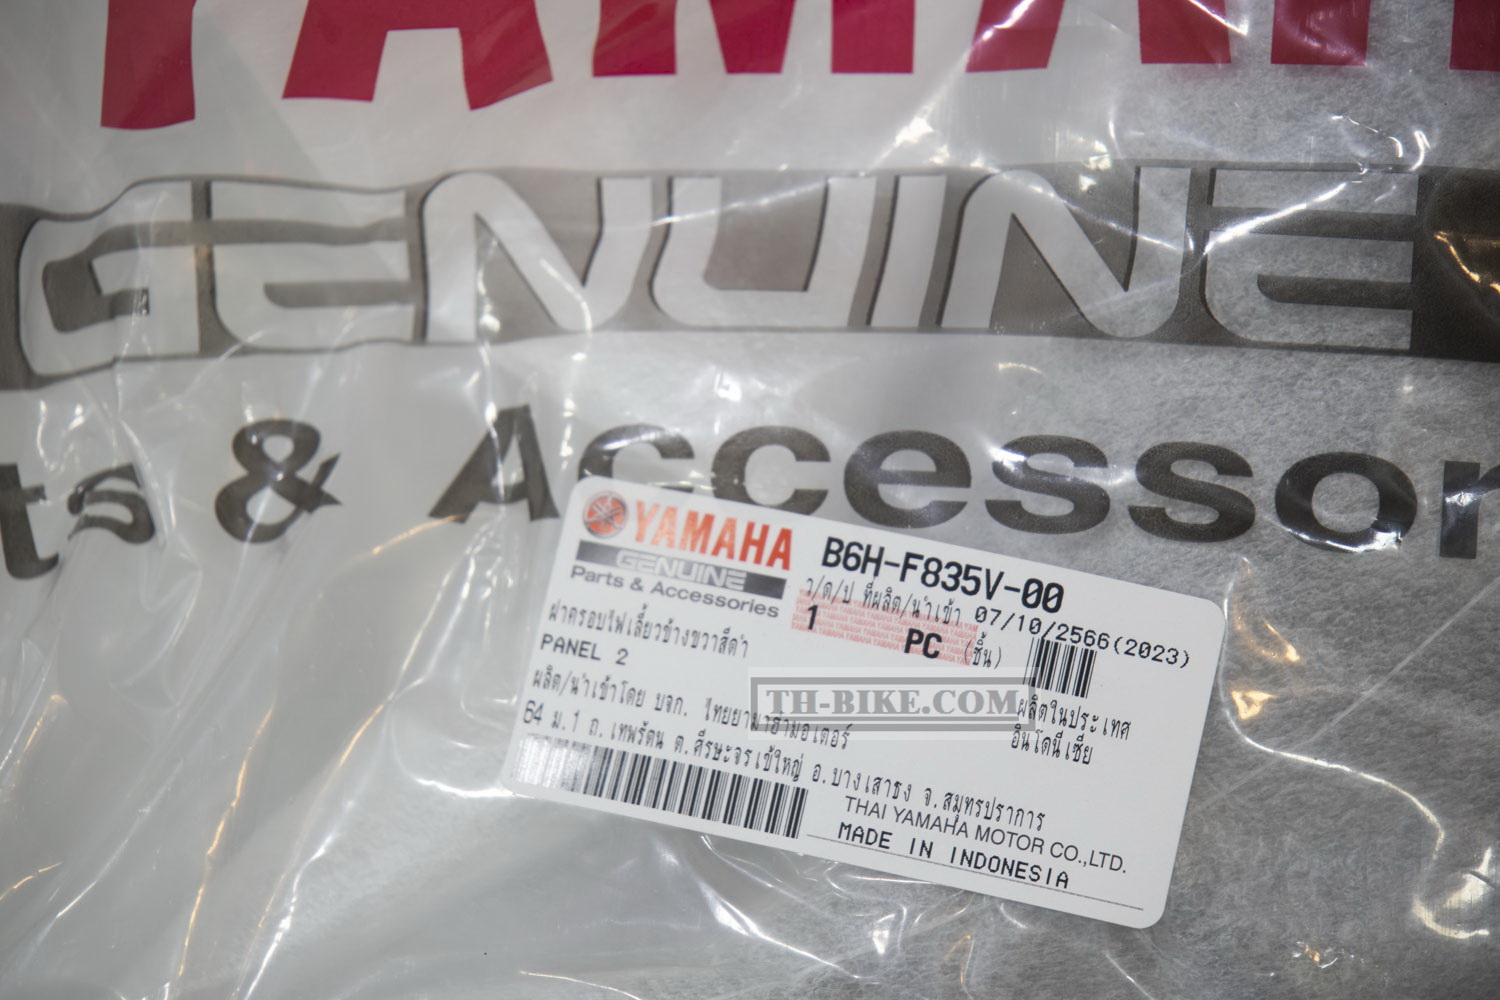 YAMAH
GENUINE
ts & Accessor
YAMAHA
GENUINE
Parts & Accessories
B6H-F835V-00
ว/ด/ป ที่ผลิต/นำเข้า 07/10/2566(2023)
1 PC (ชิ้น)
ฝาครอบไฟเลี้ยวข้างขวาสีดำ
PANEL 2
ผลิต/นำเข้าโดย บจก. ไทยยามาฮ่ามอเตอร์
64 ม.1 ถ.เทพรัตน ต.ศีรษะจรเข้ใหญ่ อ.บางเสาธง จ.สมุทรปราการ
ผลิตในประเทศ
อินโดนีเซีย
THAI YAMAHA MOTOR CO.,LTD.
MADE IN INDONESIA
TH-BIKE.COM